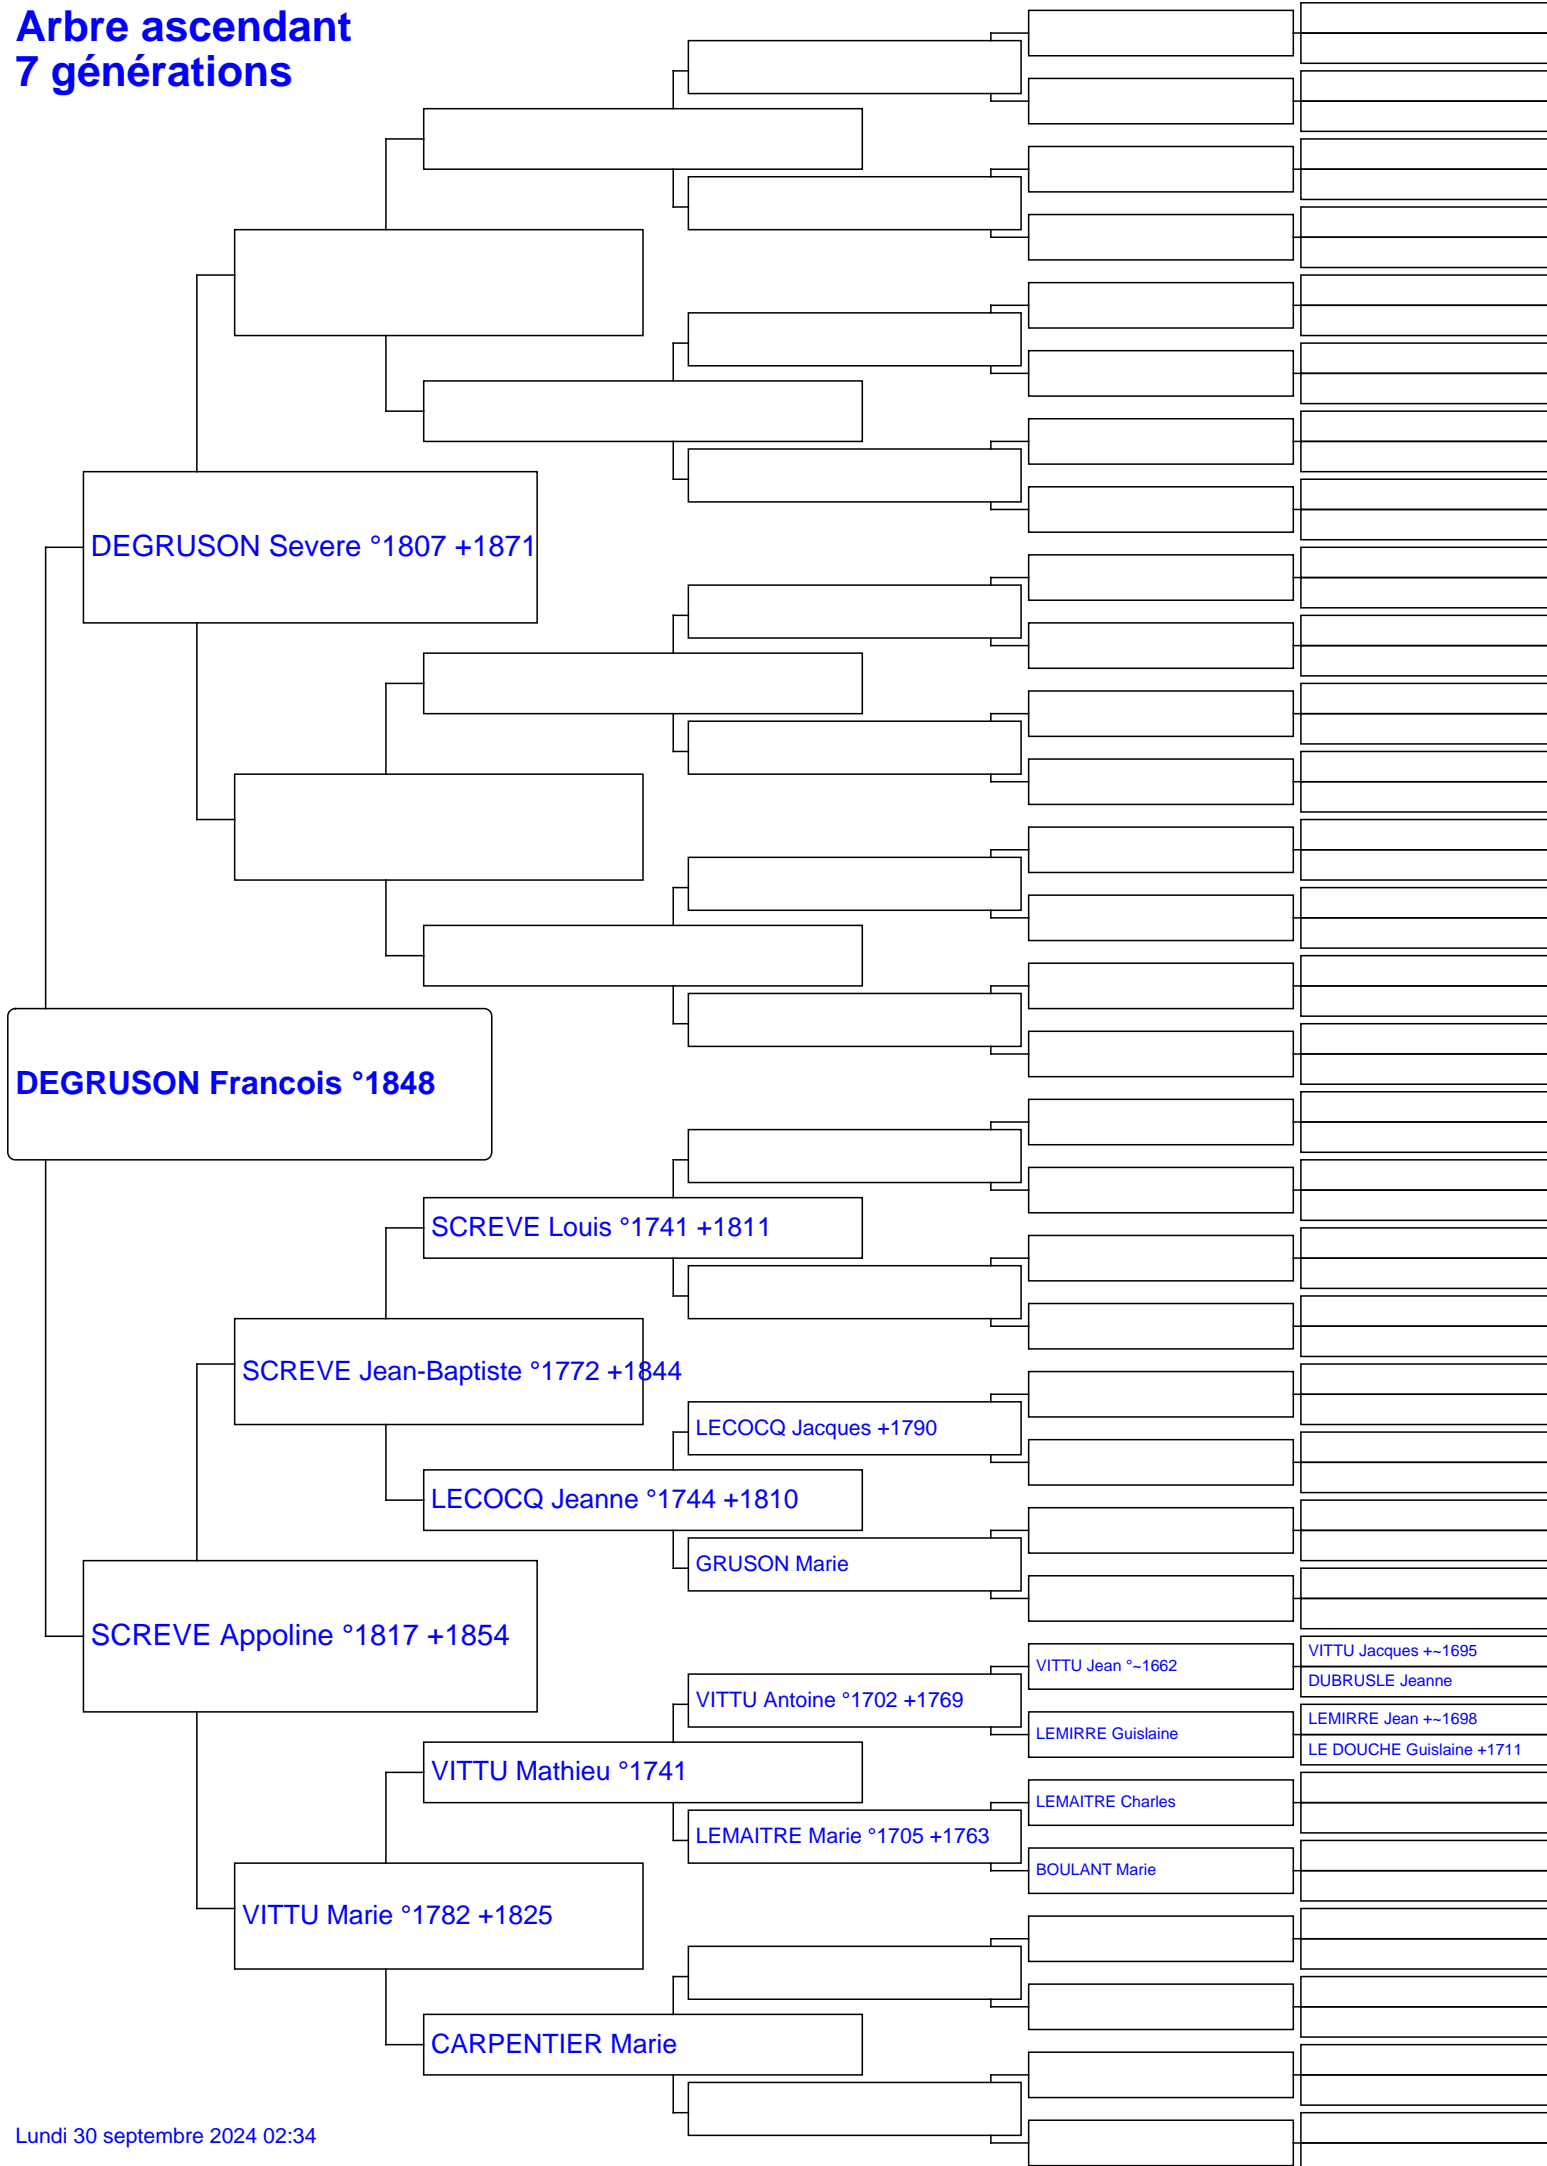 Arbre ascendant
7 générations
DEGRUSON Severe °1807 +1871
DEGRUSON Francois °1848
SCREVE Louis °1741 +1811
SCREVE Jean-Baptiste °1772 +1844
LECOCQ Jacques +1790
LECOCQ Jeanne °1744 +1810
GRUSON Marie
SCREVE Appoline °1817 +1854
VITTU Jacques +~1695
VITTU Jean °~1662
DUBRUSLE Jeanne
VITTU Antoine °1702 +1769
LEMIRRE Jean +~1698
LEMIRRE Guislaine
LE DOUCHE Guislaine +1711
VITTU Mathieu °1741
LEMAITRE Charles
LEMAITRE Marie °1705 +1763
BOULANT Marie
VITTU Marie °1782 +1825
CARPENTIER Marie
Lundi 30 septembre 2024 02:34